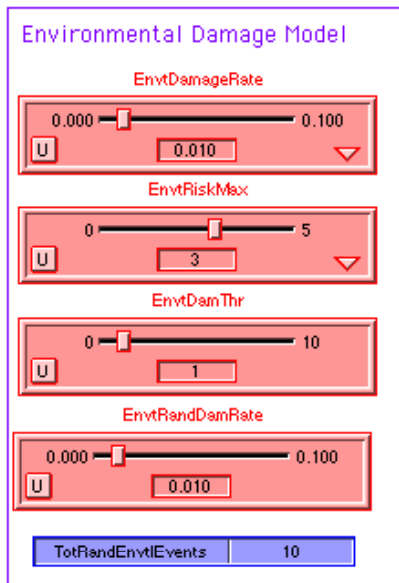 Environmental Damage Model
EnvtDamageRate
0.000 0.100
U 0.010
EnvtRiskMax
0 5
U 3
EnvtDamThr
0 10
U 1
EnvtRandDamRate
0.000 0.100
U 0.010
TotRandEnvtlEvents 10